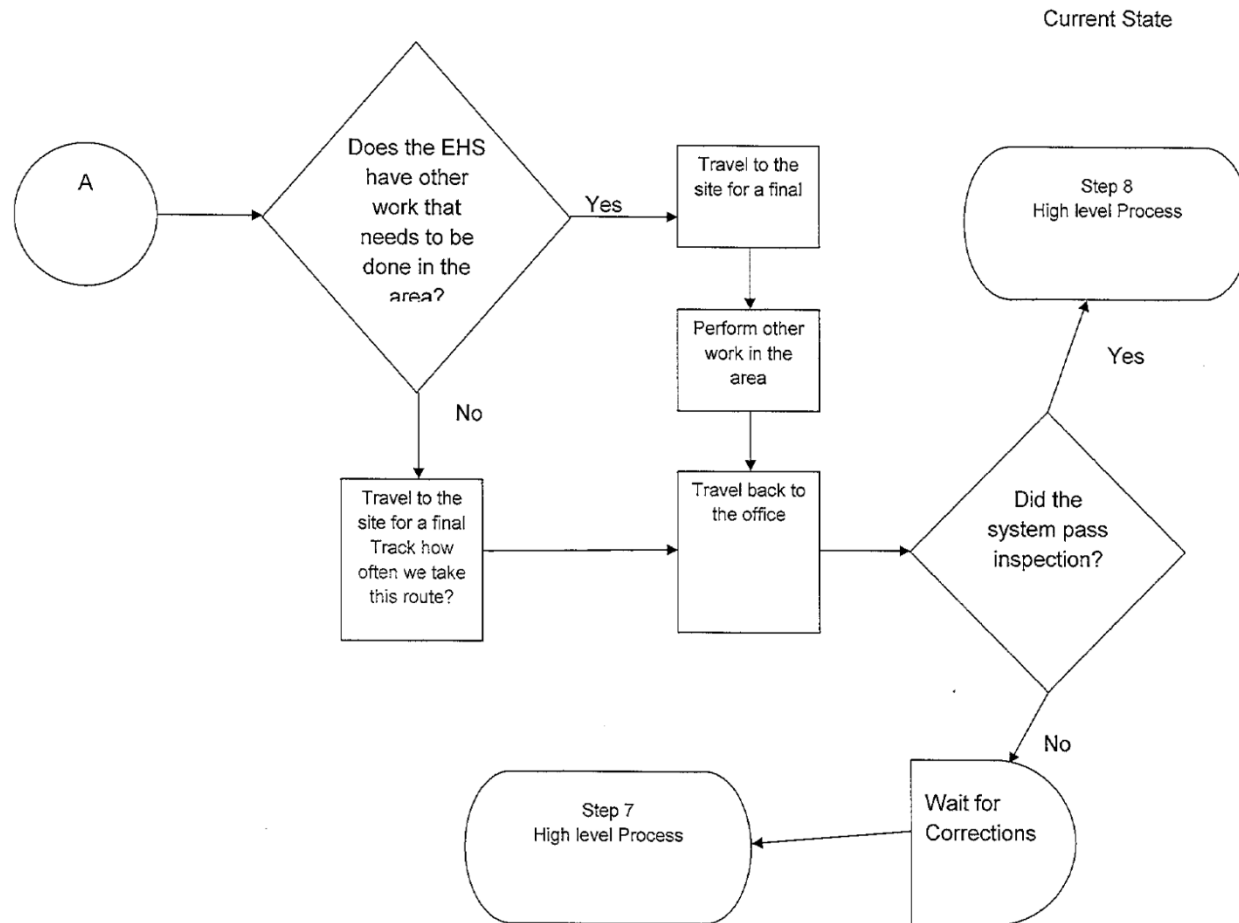 Current State
A
Does the EHS
have other
work that
needs to be
done in the
area?
Yes
Travel to the
site for a final
Step 8
High level Process
Perform other
work in the
area
Yes
No
Travel to the
site for a final
Track how
often we take
this route?
Travel back to
the office
Did the
system pass
inspection?
No
Wait for
Corrections
Step 7
High level Process